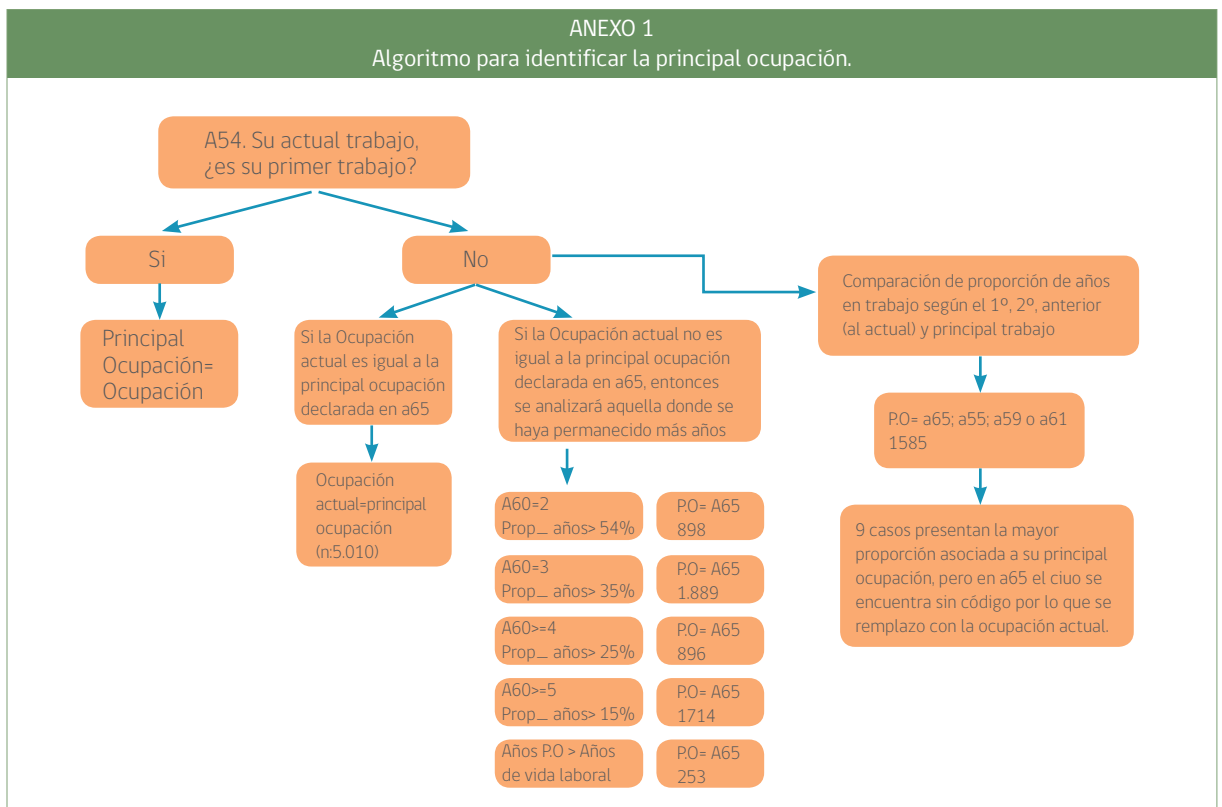 ANEXO 1
Algoritmo para identificar la principal ocupación.
A54. Su actual trabajo,
¿es su primer trabajo?
Si
No
Principal
Ocupación=
Ocupación
Si la Ocupación
actual es igual a la
principal ocupación
declarada en a65
Ocupación
actual=principal
ocupación
(n:5.010)
Si la Ocupación actual no es
igual a la principal ocupación
declarada en a65, entonces
se analizará aquella donde se
haya permanecido más años
A60=2
Prop_ años> 54%
P.O= A65
898
A60=3
Prop_ años> 35%
P.O= A65
1.889
A60>=4
Prop_ años> 25%
P.O= A65
896
A60>=5
Prop_ años> 15%
P.O= A65
1714
Años P.O > Años
de vida laboral
P.O= A65
253
Comparación de proporción de años
en trabajo según el 1º, 2º, anterior
(al actual) y principal trabajo
P.O= a65; a55; a59 o a61
1585
9 casos presentan la mayor
proporción asociada a su principal
ocupación, pero en a65 el ciuo se
encuentra sin código por lo que se
remplazo con la ocupación actual.